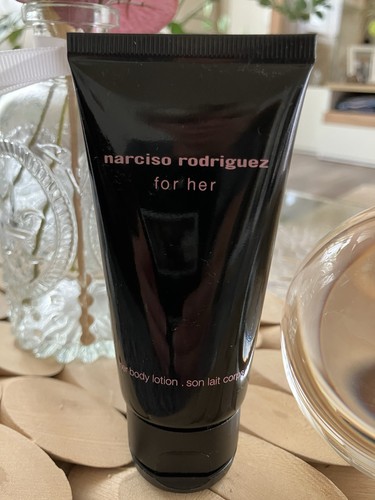 narciso rodriguez
for her
body lotion . son lait corps